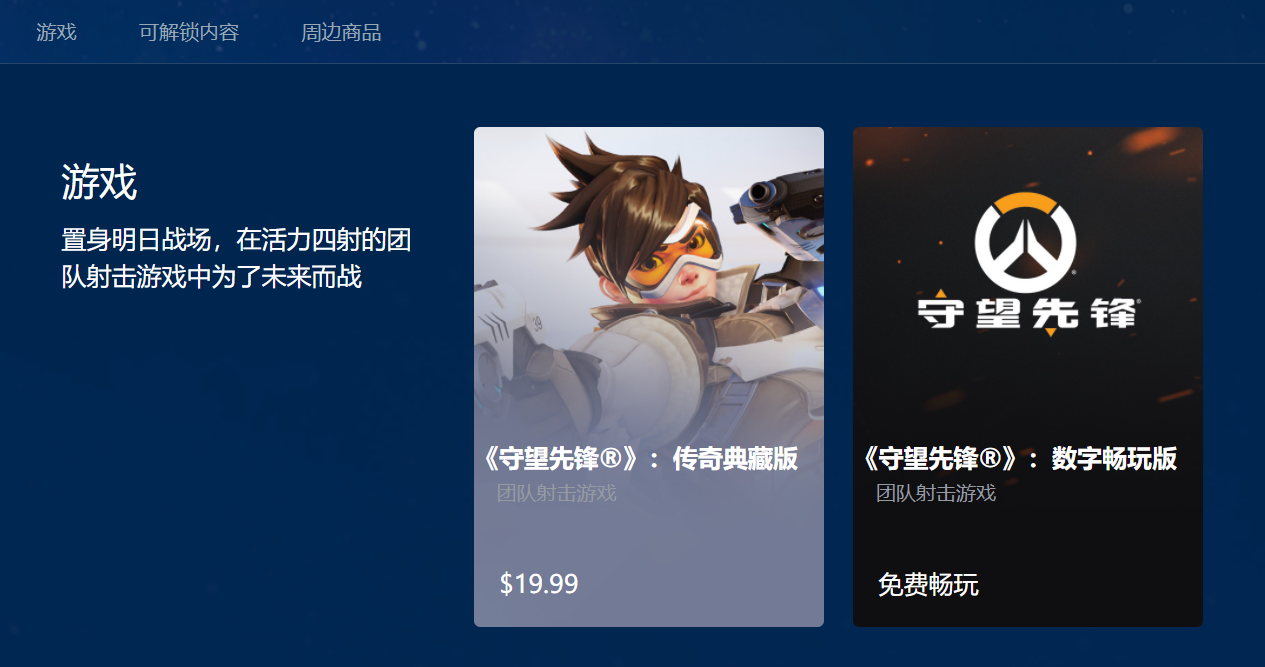 游戏
可解锁内容
周边商品
游戏
置身明日战场，在活力四射的团
队射击游戏中为了未来而战
《守望先锋®》：传奇典藏版
团队射击游戏
$19.99
守望先锋®
《守望先锋®》：数字畅玩版
团队射击游戏
免费畅玩